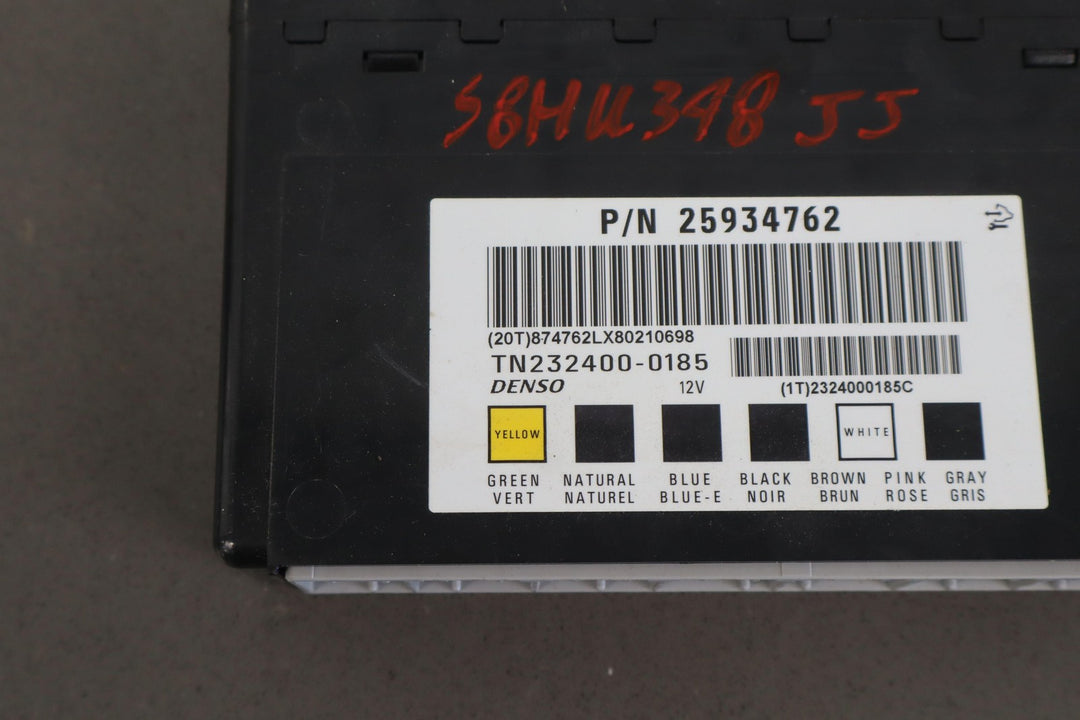 S8HU348 JJ
P/N 25934762
(20T)874762LX80210698
TN232400-0185
DENSO 12V (1T)2324000185C
YELLOW WHITE
GREEN NATURAL BLUE BLACK BROWN PINK GRAY
VERT NATUREL BLUE-E NOIR BRUN ROSE GRIS